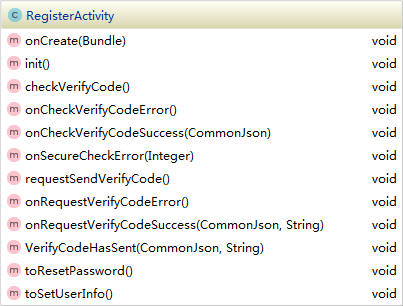 C RegisterActivity
m onCreate(Bundle) void
m init() void
m checkVerifyCode() void
m onCheckVerifyCodeError() void
m onCheckVerifyCodeSuccess(CommonJson) void
m onSecureCheckError(Integer) void
m requestSendVerifyCode() void
m onRequestVerifyCodeError() void
m onRequestVerifyCodeSuccess(CommonJson, String) void
m VerifyCodeHasSent(CommonJson, String) void
m toResetPassword() void
m toSetUserInfo() void